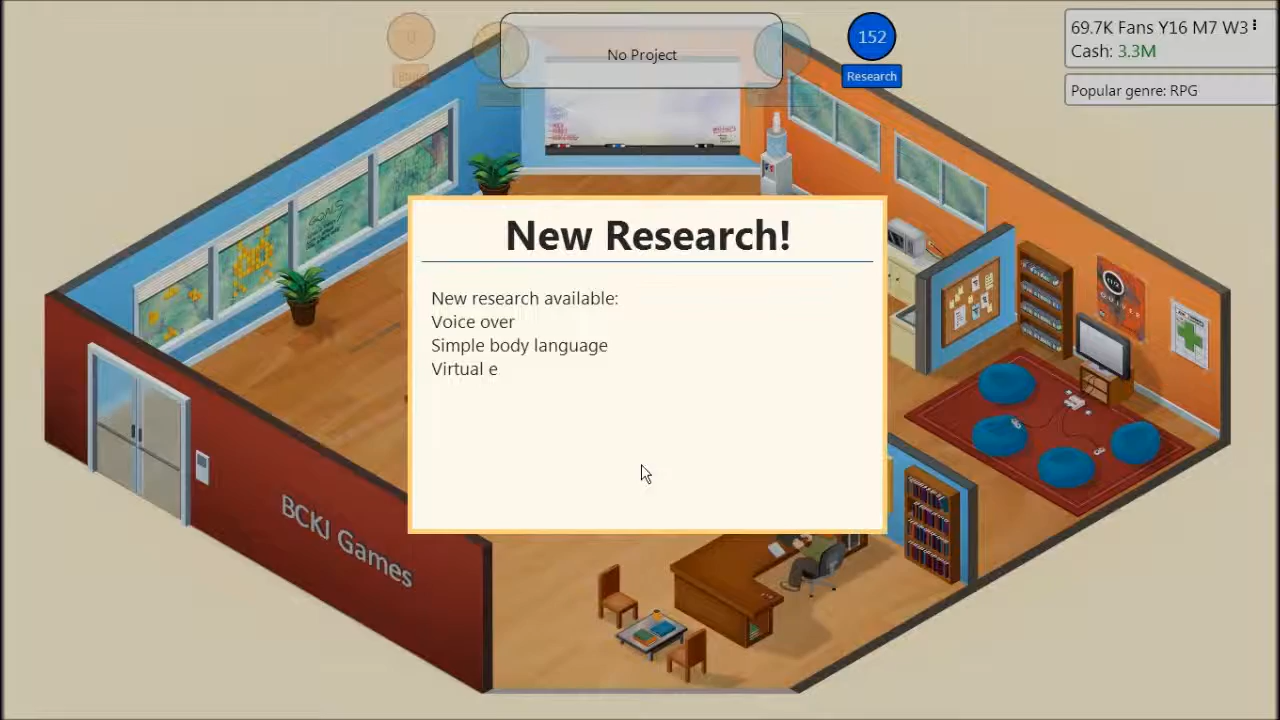 No Project
152
Research
69.7K Fans Y16 M7 W3
Cash: 3.3M
Popular genre: RPG
GOALS
New Research!
New research available:
Voice over
Simple body language
Virtual e
BCKJ Games